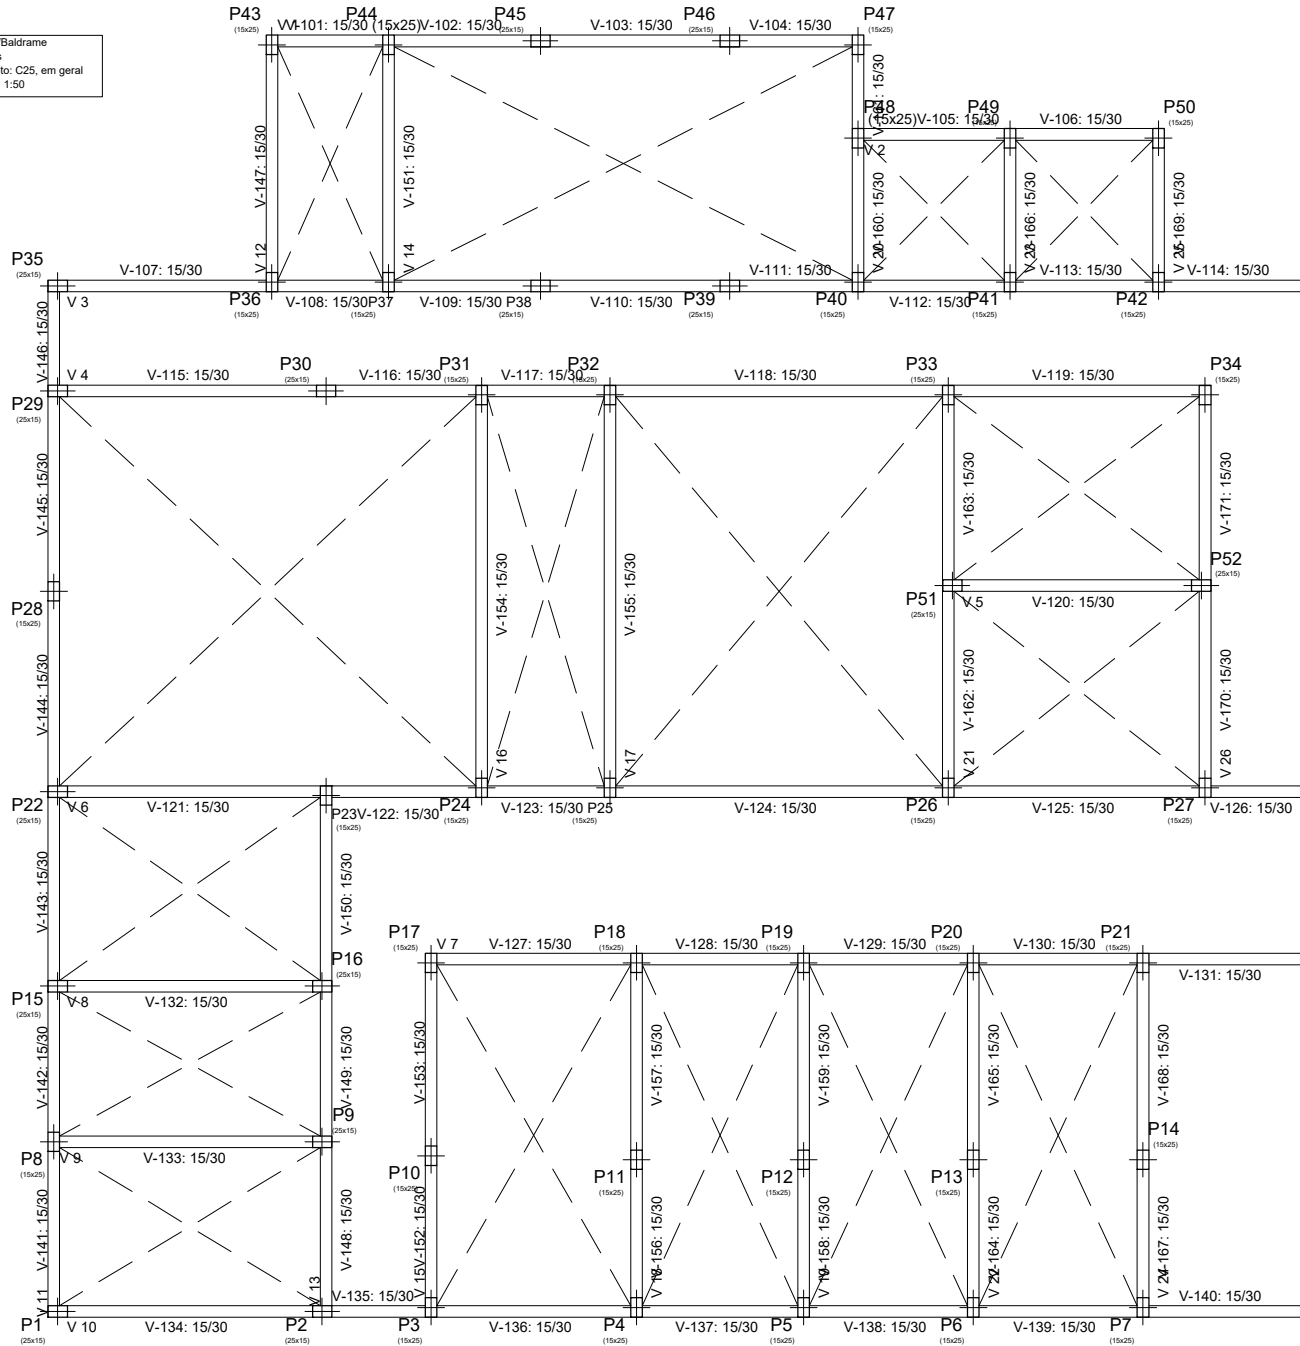 P43 V 1 V-101: 15/30 P44 (15x25) V-102: 15/30 P45 V-103: 15/30 P46 V-104: 15/30 P47
(15x25) (25x15) (25x15) (15x25)
/Baldrame
to: C25, em geral
1:50
V-147: 15/30 V-151: 15/30
P48 (15x25) V-105: 15/30 P49 (15x25) V-106: 15/30 P50 (15x25)
V 2
V-160: 15/30 V-166: 15/30 V-169: 15/30
V 12 V 14 V 20 V 23 V 25
P35 (25x15) V-107: 15/30 V-111: 15/30 V-113: 15/30 V-114: 15/30
V 3 P36 (15x25) V-108: 15/30 P37 (15x25) V-109: 15/30 P38 (25x15) V-110: 15/30 P39 (25x15) P40 (15x25) V-112: 15/30 P41 (15x25) P42 (15x25)
V-146: 15/30
V 4 V-115: 15/30 P30 (25x15) V-116: 15/30 P31 (15x25) V-117: 15/30 P32 (15x25) V-118: 15/30 P33 (15x25) V-119: 15/30 P34 (15x25)
P29 (25x15)
V-145: 15/30 V-163: 15/30 V-171: 15/30
V-154: 15/30 V-155: 15/30
P28 (15x25) P51 (25x15) V 5 V-120: 15/30 P52 (25x15)
V-144: 15/30 V-162: 15/30 V-170: 15/30
V 16 V 17 V 21 V 26
P22 (25x15) V 6 V-121: 15/30 P23 (15x25) V-122: 15/30 P24 (15x25) V-123: 15/30 P25 (15x25) V-124: 15/30 P26 (15x25) V-125: 15/30 P27 (15x25) V-126: 15/30
V-143: 15/30 V-150: 15/30
P17 (15x25) V 7 V-127: 15/30 P18 (15x25) V-128: 15/30 P19 (15x25) V-129: 15/30 P20 (15x25) V-130: 15/30 P21 (15x25)
V-131: 15/30
P15 (25x15) V 8 V-132: 15/30 P16 (25x15)
V-142: 15/30 V-149: 15/30 V-153: 15/30 V-157: 15/30 V-159: 15/30 V-165: 15/30 V-168: 15/30
P8 (15x25) V 9 V-133: 15/30 P9 (25x15)
P10 (15x25) P11 (15x25) P12 (15x25) P13 (15x25) P14 (15x25)
V-141: 15/30 V-148: 15/30 V-152: 15/30 V-156: 15/30 V-158: 15/30 V-164: 15/30 V-167: 15/30
V 11 V 13 V 15 V 18 V 19 V 22 V 24
V-135: 15/30 V-140: 15/30
P1 (25x15) V 10 V-134: 15/30 P2 (25x15) P3 (15x25) V-136: 15/30 P4 (15x25) V-137: 15/30 P5 (15x25) V-138: 15/30 P6 (15x25) V-139: 15/30 P7 (15x25)